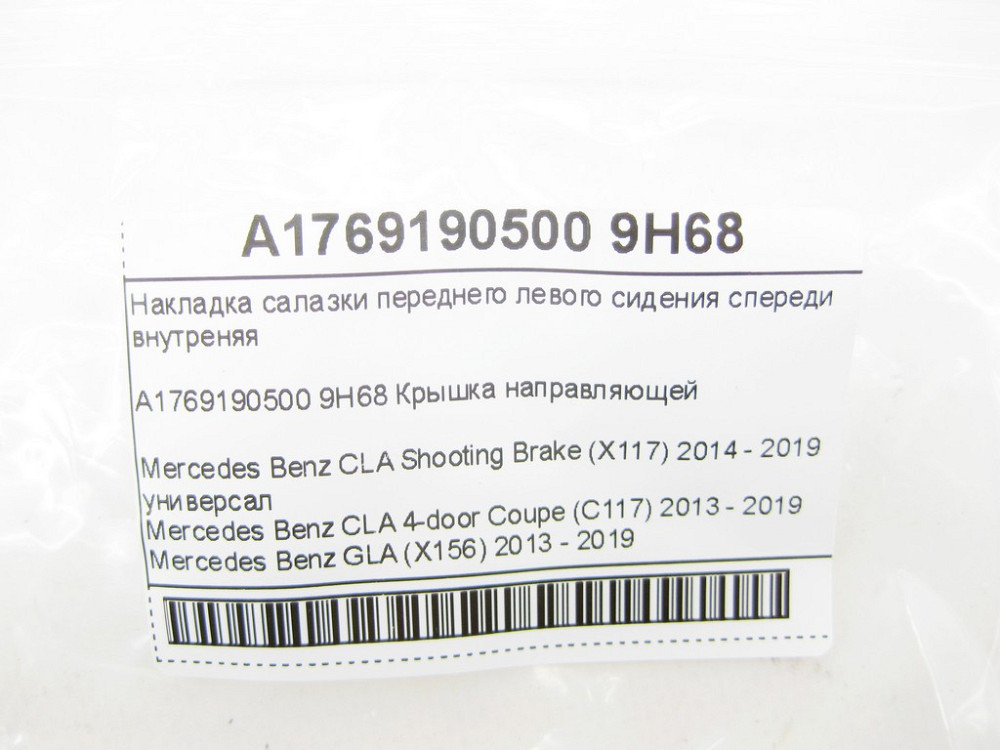 A1769190500 9H68
Накладка салазки переднего левого сидения спереди
внутреняя
A1769190500 9H68 Крышка направляющей
Mercedes Benz CLA Shooting Brake (X117) 2014 - 2019
универсал
Mercedes Benz CLA 4-door Coupe (C117) 2013 - 2019
Mercedes Benz GLA (X156) 2013 - 2019